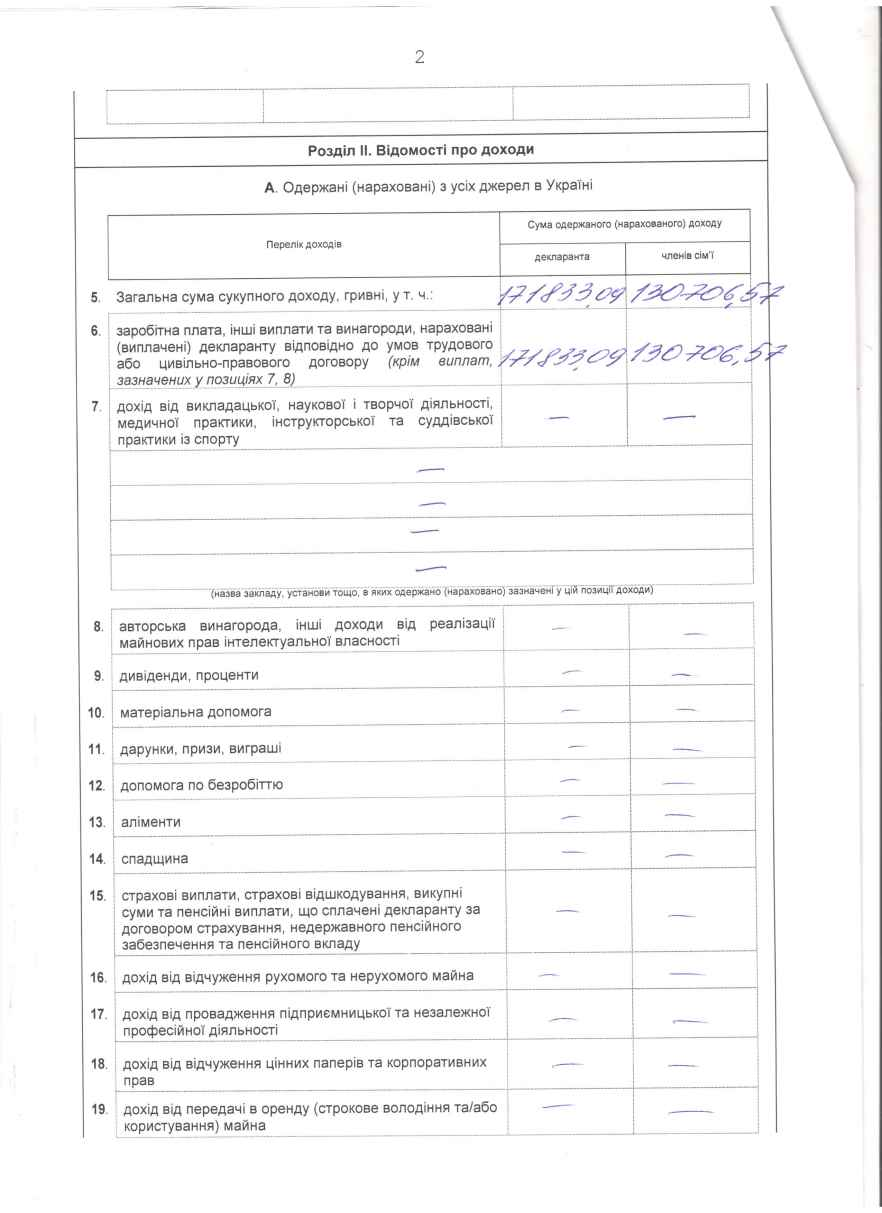 2
Розділ II. Відомості про доходи
А. Одержані (нараховані) з усіх джерел в Україні
Перелік доходів
Сума одержаного (нарахованого) доходу
декларанта
членів сім'ї
5. Загальна сума сукупного доходу, гривні, у т. ч.: 171833,09 130706,57
6. заробітна плата, інші виплати та винагороди, нараховані
(виплачені) декларанту відповідно до умов трудового
або цивільно-правового договору (крім виплат, 171833,09 130706,57
зазначених у позиціях 7, 8)
7. дохід від викладацької, наукової і творчої діяльності,
медичної практики, інструкторської та суддівської — —
практики із спорту
—
—
—
—
(назва закладу, установи тощо, в яких одержано (нараховано) зазначені у цій позиції доходи)
8. авторська винагорода, інші доходи від реалізації — —
майнових прав інтелектуальної власності
9. дивіденди, проценти — —
10. матеріальна допомога — —
11. дарунки, призи, виграші — —
12. допомога по безробіттю — —
13. аліменти — —
14. спадщина — —
15. страхові виплати, страхові відшкодування, викупні
суми та пенсійні виплати, що сплачені декларанту за — —
договором страхування, недержавного пенсійного
забезпечення та пенсійного вкладу
16. дохід від відчуження рухомого та нерухомого майна — —
17. дохід від провадження підприємницької та незалежної — —
професійної діяльності
18. дохід від відчуження цінних паперів та корпоративних — —
прав
19. дохід від передачі в оренду (строкове володіння та/або — —
користування) майна